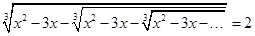 ∛(x² − 3x − ∛(x² − 3x − ∛(x² − 3x − …))) = 2